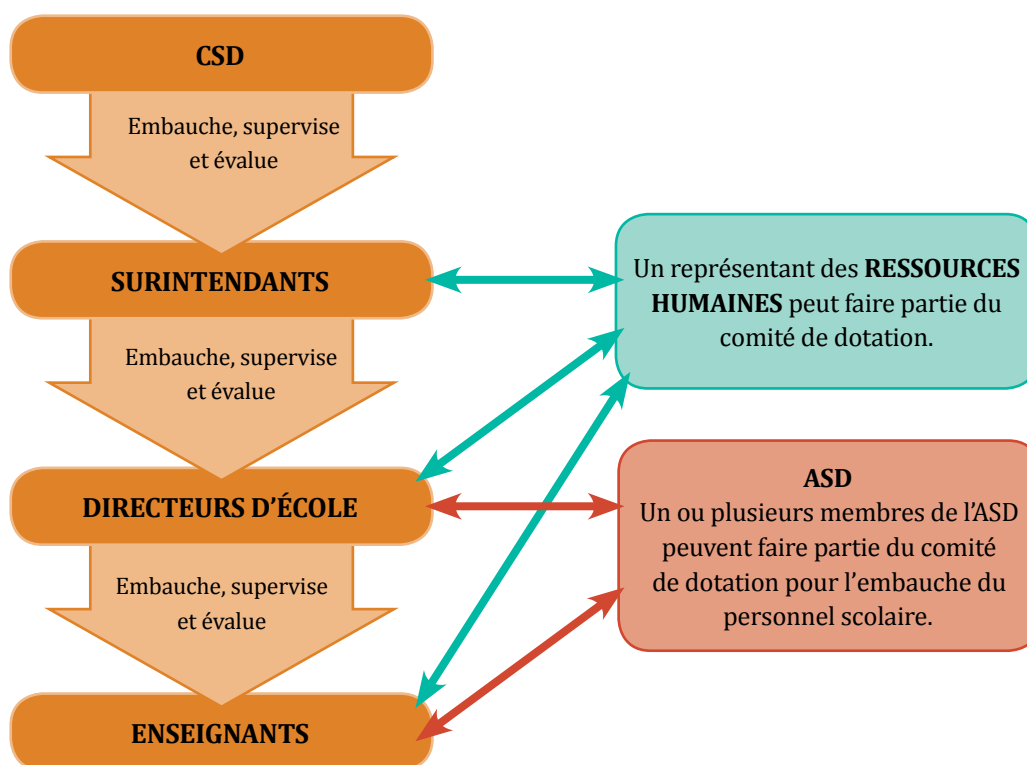 CSD
Embauche, supervise
et évalue
SURINTENDANTS
Un représentant des RESSOURCES
HUMAINES peut faire partie du
comité de dotation.
Embauche, supervise
et évalue
DIRECTEURS D’ÉCOLE
ASD
Un ou plusieurs membres de l’ASD
peuvent faire partie du comité
de dotation pour l’embauche du
personnel scolaire.
Embauche, supervise
et évalue
ENSEIGNANTS